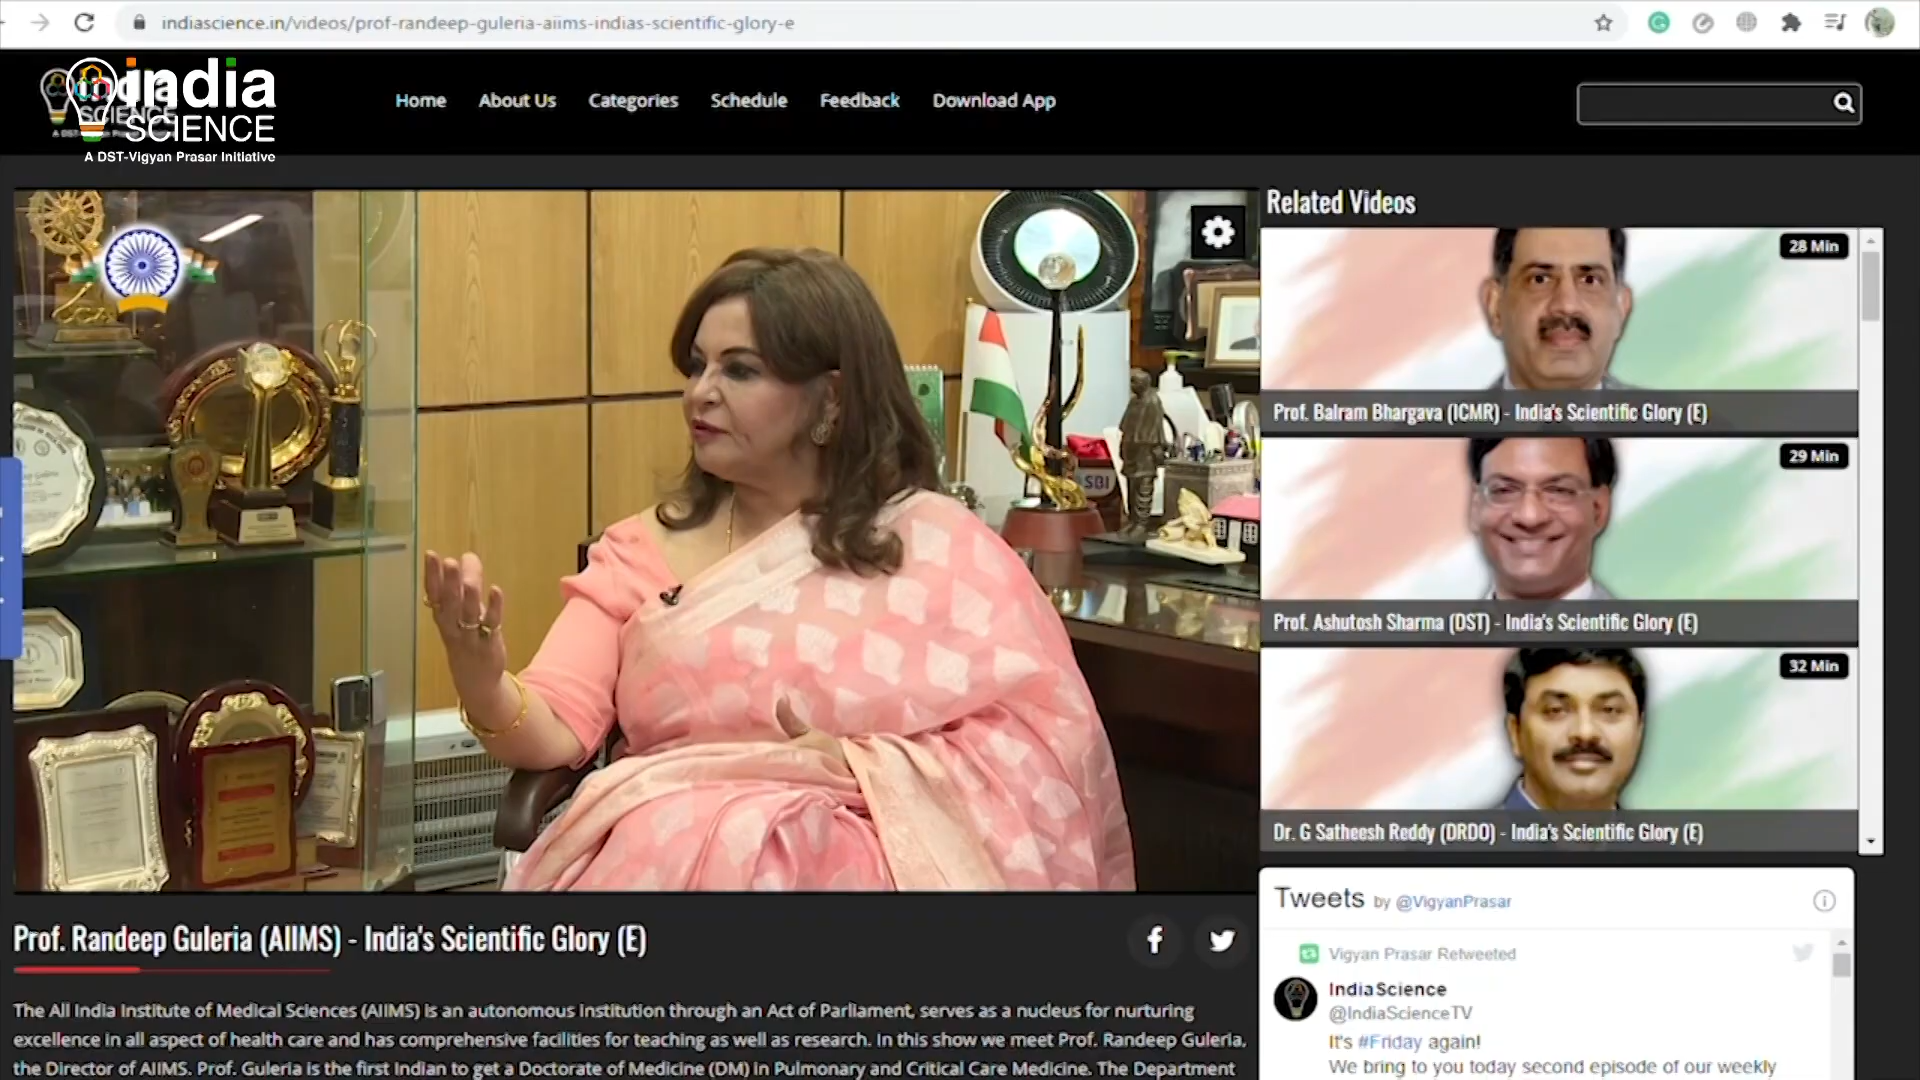 indiascience.in/videos/prof-randeep-guleria-aiims-indias-scientific-glory-e
india
SCIENCE
A DST-Vigyan Prasar Initiative
Home About Us Categories Schedule Feedback Download App
Related Videos
28 Min
Prof. Balram Bhargava (ICMR) - India's Scientific Glory (E)
29 Min
Prof. Ashutosh Sharma (DST) - India's Scientific Glory (E)
32 Min
Dr. G Satheesh Reddy (DRDO) - India's Scientific Glory (E)
SBI
Prof. Randeep Guleria (AIIMS) - India's Scientific Glory (E)
The All India Institute of Medical Sciences (AIIMS) is an autonomous institution through an Act of Parliament, serves as a nucleus for nurturing
excellence in all aspect of health care and has comprehensive facilities for teaching as well as research. In this show we meet Prof. Randeep Guleria,
the Director of AIIMS. Prof. Guleria is the first Indian to get a Doctorate of Medicine (DM) in Pulmonary and Critical Care Medicine. The Department
Tweets by @VigyanPrasar
Vigyan Prasar Retweeted
IndiaScience
@IndiaScienceTV
It's #Friday again!
We bring to you today second episode of our weekly